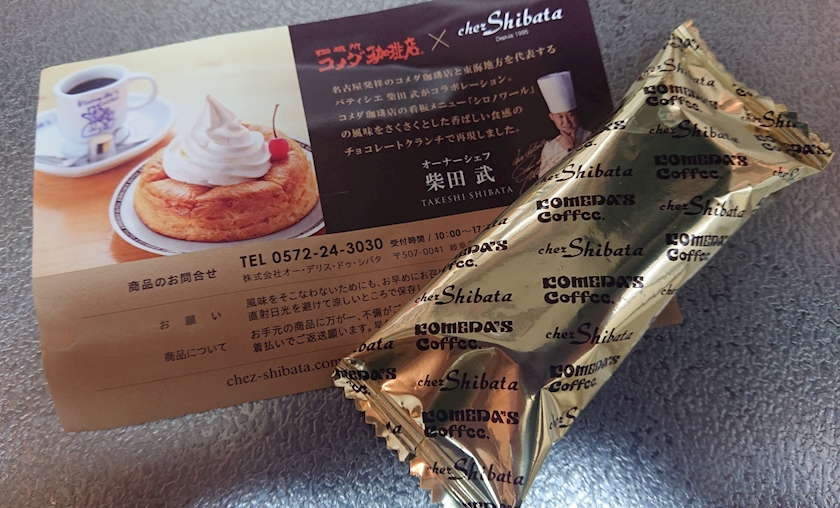 珈琲所
コメダ珈琲店
×
chez Shibata
Depuis 1995
名古屋発祥のコメダ珈琲店と東海地方を代表する
パティシエ 柴田 武がコラボレーション。
コメダ珈琲店の看板メニュー「シロノワール」
の風味をさくさくとした香ばしい食感の
チョコレートクランチで再現しました。
オーナーシェフ
柴田 武
TAKESHI SHIBATA
商品のお問合せ
TEL 0572-24-3030 受付時間 / 10:00~17
株式会社オー・デリス・ドゥ・シバタ 〒507-0041 岐阜
お願い
風味をそこなわないためにも、お早めにお召
直射日光を避けて涼しいところで保存
商品について
お手元の商品に万が一、不備が
着払いでご返送願います。
chez-shibata.com
KOMEDA'S
Coffee.
chez Shibata
KOMEDA'S
Coffee.
chez Shibata
KOMEDA'S
Coffee.
chez Shibata
KOMEDA'S
Coffee.
chez Shibata
KOMEDA'S
Coffee.
chez Shibata
KOMEDA'S
Coffee.
chez Shibata
KOMEDA'S
Coffee.
chez Shibata
KOMEDA'S
Coffee.
chez Shibata